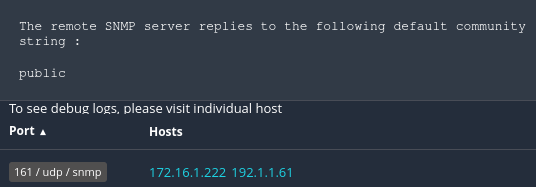 The remote SNMP server replies to the following default community
string :
public
To see debug logs, please visit individual host
Port ▲ Hosts
161 / udp / snmp 172.16.1.222 192.1.1.61